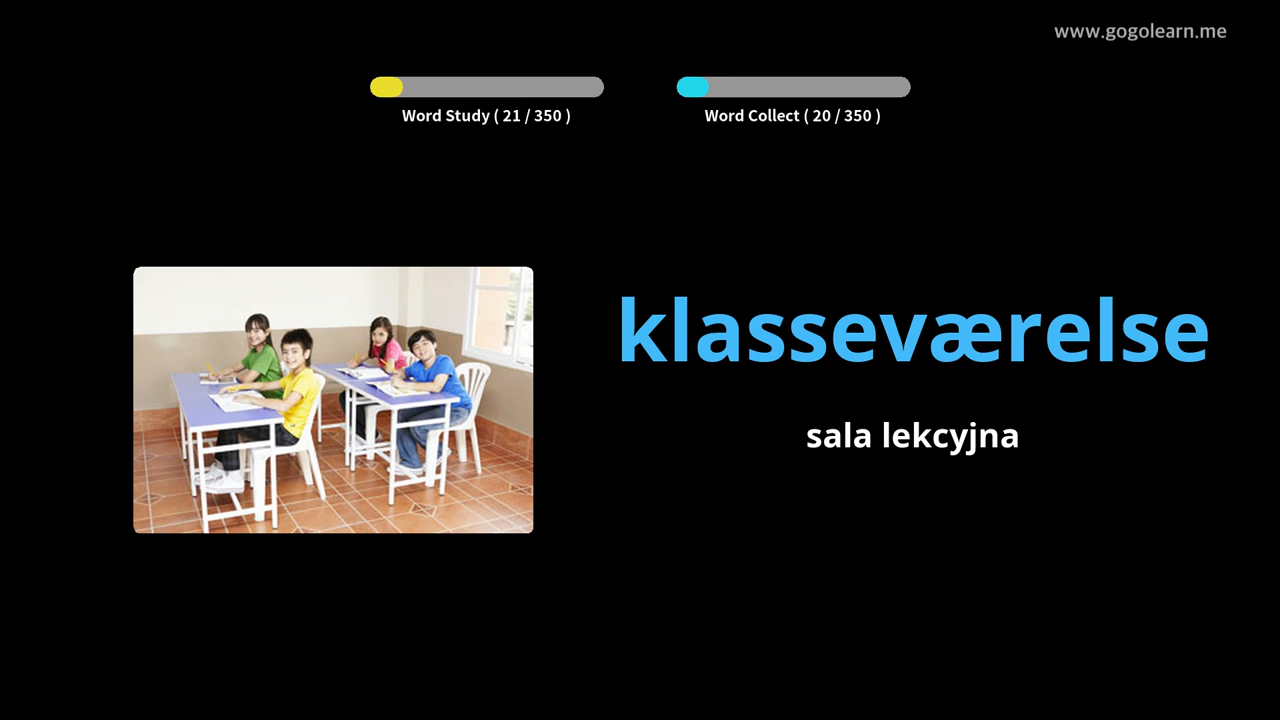 www.gogolearn.me
Word Study ( 21 / 350 )
Word Collect ( 20 / 350 )
klasseværelse
sala lekcyjna